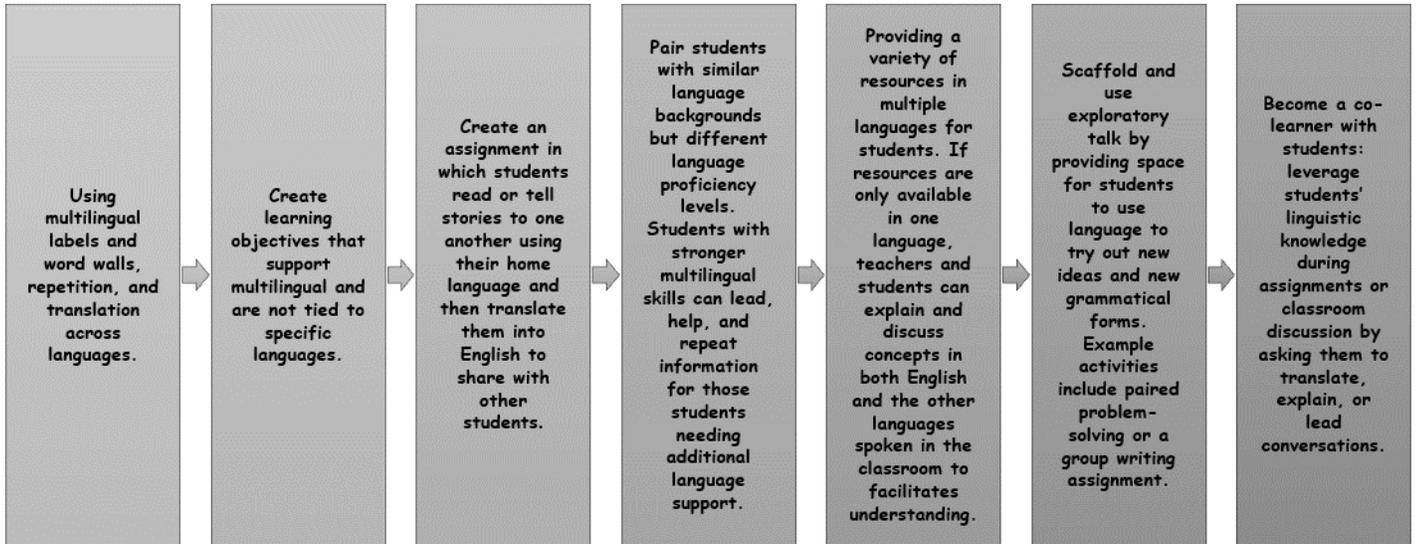 Using
multilingual
labels and
word walls,
repetition, and
translation
across
languages.
Create
learning
objectives that
support
multilingual and
are not tied to
specific
languages.
Create an
assignment in
which students
read or tell
stories to one
another using
their home
language and
then translate
them into
English to
share with
other
students.
Pair students
with similar
language
backgrounds
but different
language
proficiency
levels.
Students with
stronger
multilingual
skills can lead,
help, and
repeat
information
for those
students
needing
additional
language
support.
Providing a
variety of
resources in
multiple
languages for
students. If
resources are
only available
in one
language,
teachers and
students can
explain and
discuss
concepts in
both English
and the other
languages
spoken in the
classroom to
facilitates
understanding.
Scaffold and
use
exploratory
talk by
providing space
for students
to use
language to
try out new
ideas and new
grammatical
forms.
Example
activities
include paired
problem-
solving or a
group writing
assignment.
Become a co-
learner with
students:
leverage
students'
linguistic
knowledge
during
assignments or
classroom
discussion by
asking them to
translate,
explain, or
lead
conversations.